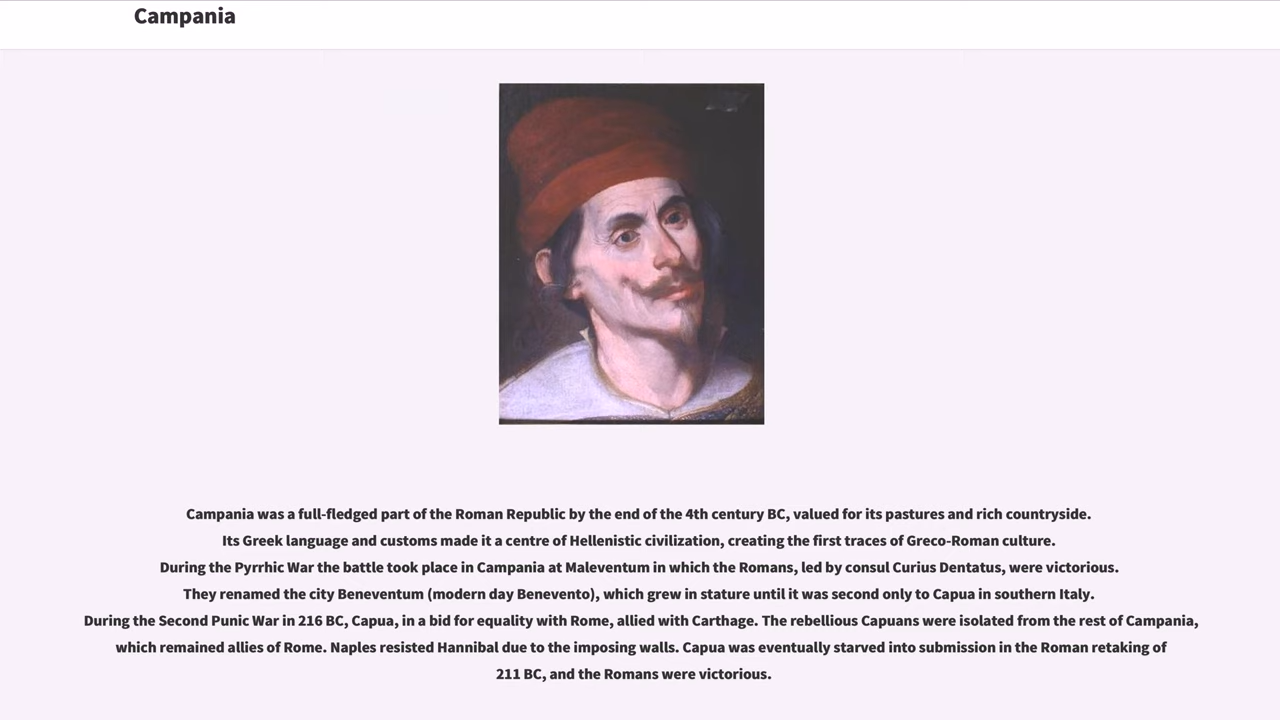 Campania
Campania was a full-fledged part of the Roman Republic by the end of the 4th century BC, valued for its pastures and rich countryside.
Its Greek language and customs made it a centre of Hellenistic civilization, creating the first traces of Greco-Roman culture.
During the Pyrrhic War the battle took place in Campania at Maleventum in which the Romans, led by consul Curius Dentatus, were victorious.
They renamed the city Beneventum (modern day Benevento), which grew in stature until it was second only to Capua in southern Italy.
During the Second Punic War in 216 BC, Capua, in a bid for equality with Rome, allied with Carthage. The rebellious Capuans were isolated from the rest of Campania,
which remained allies of Rome. Naples resisted Hannibal due to the imposing walls. Capua was eventually starved into submission in the Roman retaking of
211 BC, and the Romans were victorious.